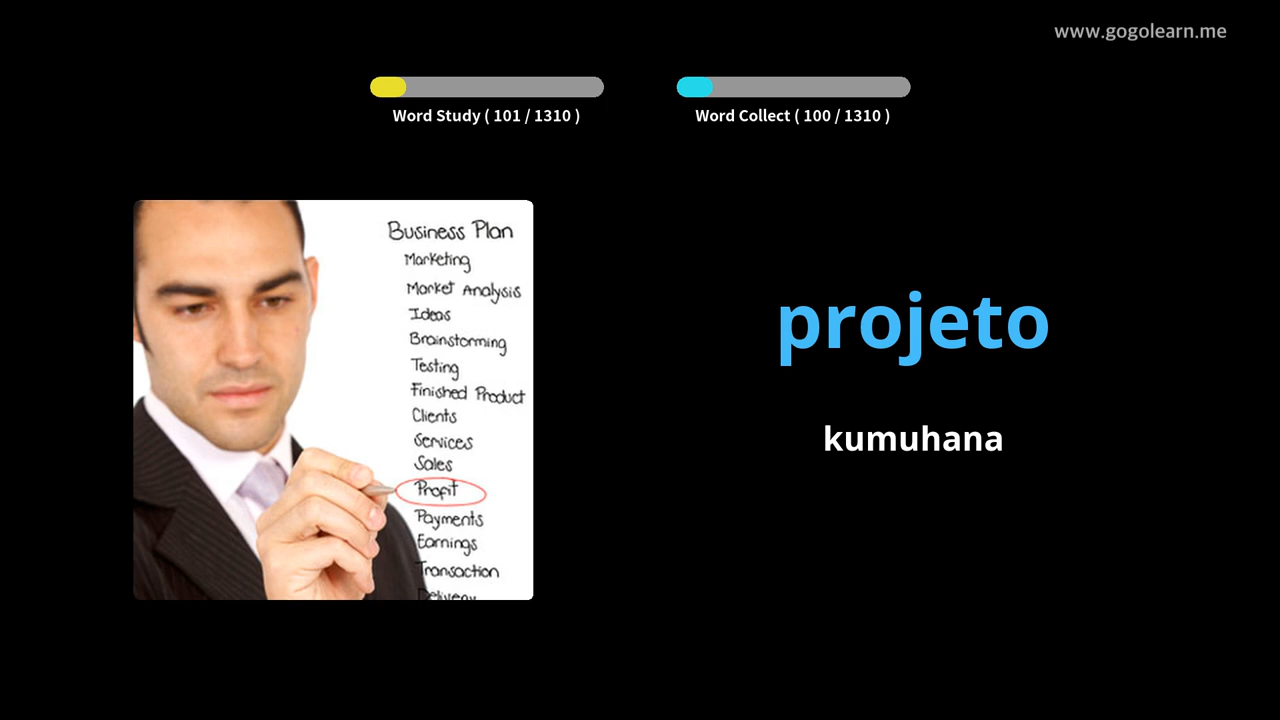 www.gogolearn.me
Word Study ( 101 / 1310 )
Word Collect ( 100 / 1310 )
Business Plan
Marketing
Market Analysis
Ideas
Brainstorming
Testing
Finished Product
Clients
Services
Sales
Profit
Payments
Earnings
Transaction
Delivery
projeto
kumuhana